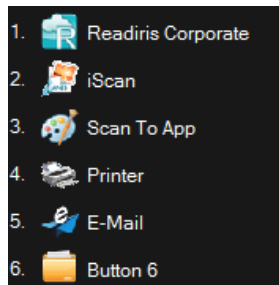 1. Readiris Corporate
2. iScan
3. Scan To App
4. Printer
5. E-Mail
6. Button 6